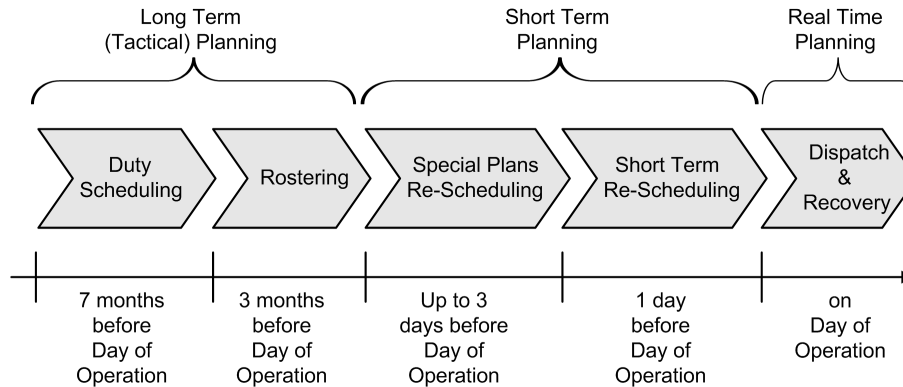 Long Term
(Tactical) Planning
Short Term
Planning
Real Time
Planning
Duty
Scheduling
Rostering
Special Plans
Re-Scheduling
Short Term
Re-Scheduling
Dispatch
&
Recovery
7 months
before
Day of
Operation
3 months
before
Day of
Operation
Up to 3
days before
Day of
Operation
1 day
before
Day of
Operation
on
Day of
Operation